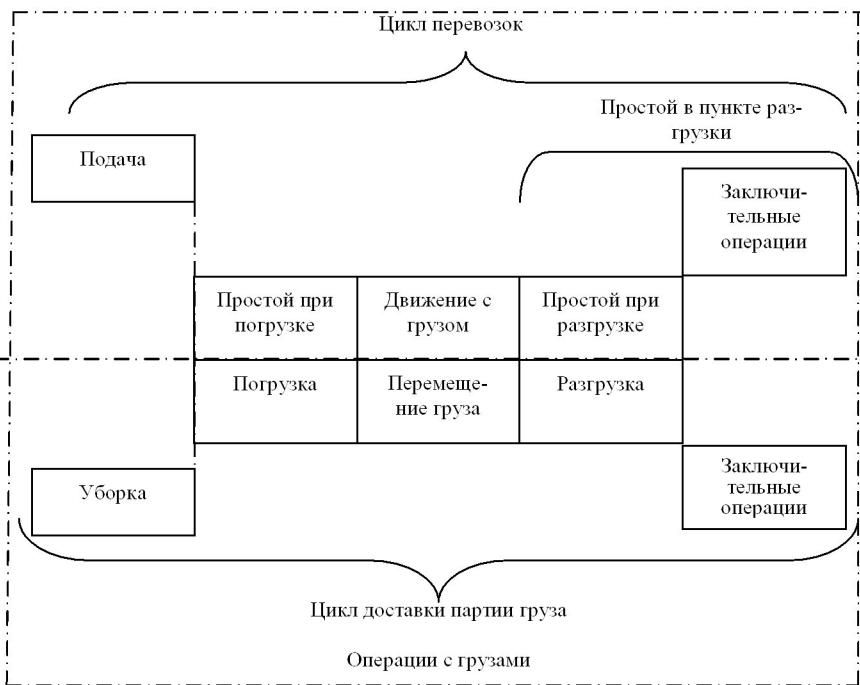 Цикл перевозок
Простой в пункте раз-
грузки
Подача
Заключи-
тельные
операции
Простой при
погрузке
Движение с
грузом
Простой при
разгрузке
Погрузка
Перемеще-
ние груза
Разгрузка
Уборка
Заключи-
тельные
операции
Цикл доставки партии груза
Операции с грузами